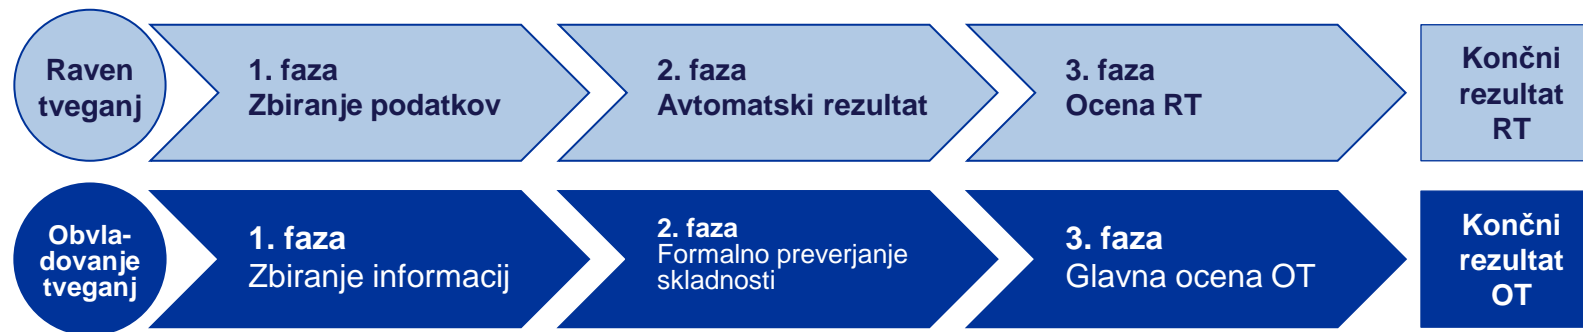 Raven
tveganj
1. faza
Zbiranje podatkov
2. faza
Avtomatski rezultat
3. faza
Ocena RT
Končni
rezultat
RT
Obvla-
dovanje
tveganj
1. faza
Zbiranje informacij
2. faza
Formalno preverjanje
skladnosti
3. faza
Glavna ocena OT
Končni
rezultat
OT